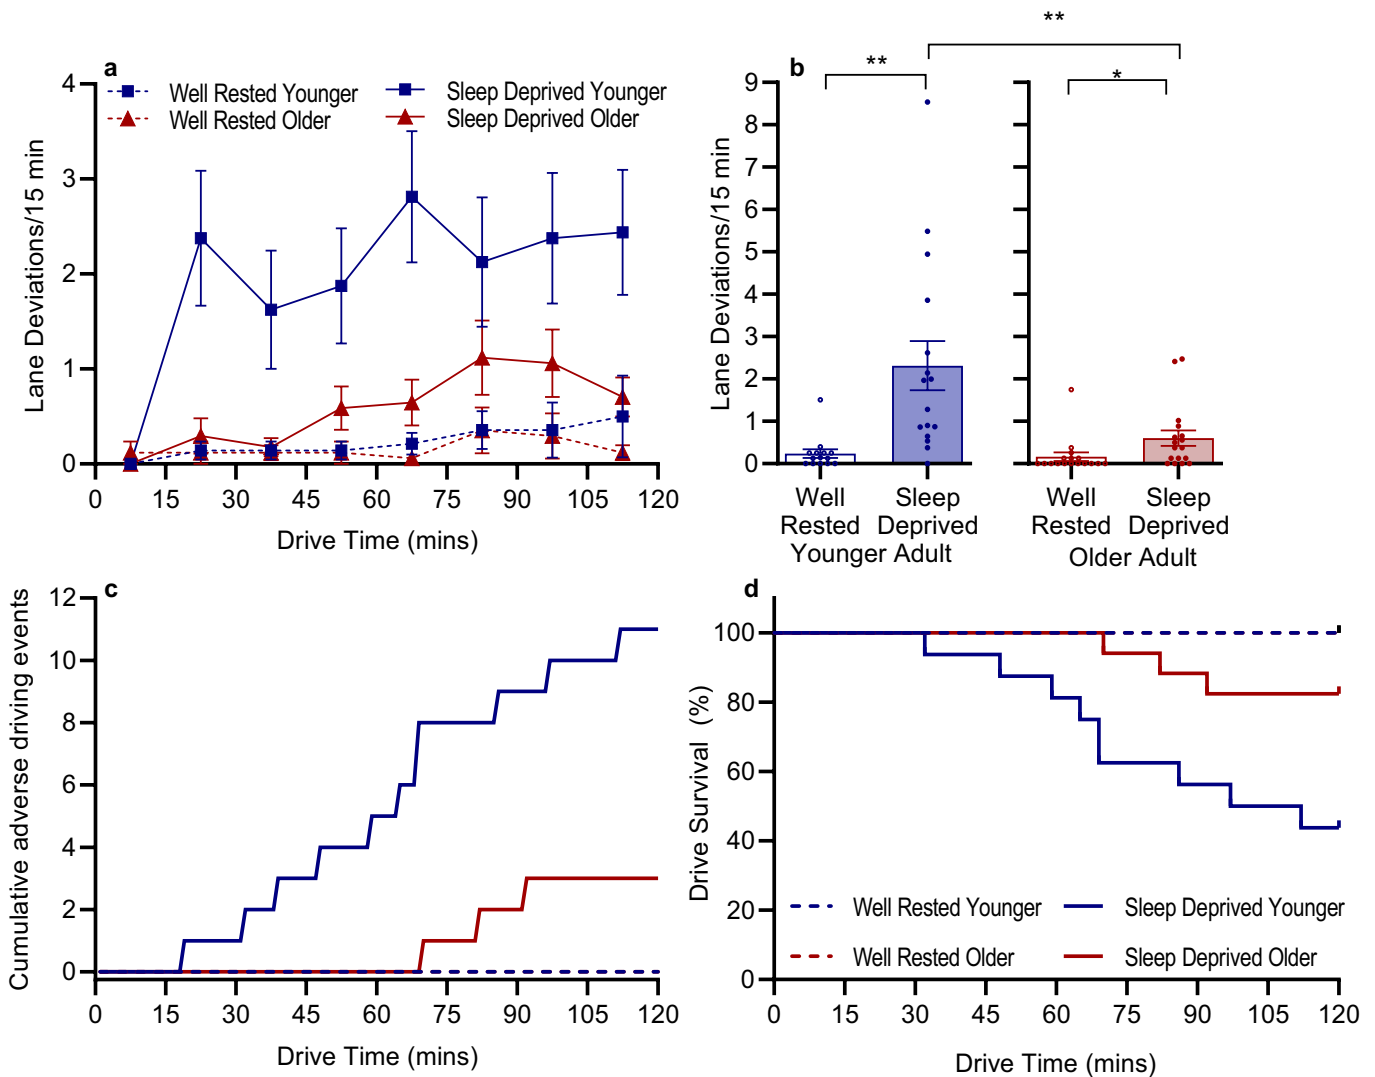 a
Well Rested Younger
Sleep Deprived Younger
Well Rested Older
Sleep Deprived Older
Lane Deviations/15 min
4
3
2
1
0
0 15 30 45 60 75 90 105 120
Drive Time (mins)
b
**
**
*
Lane Deviations/15 min
9
8
7
6
5
4
3
2
1
0
Well Sleep Well Sleep
Rested Deprived Rested Deprived
Younger Adult Older Adult
c
Cumulative adverse driving events
12
10
8
6
4
2
0
0 15 30 45 60 75 90 105 120
Drive Time (mins)
d
Drive Survival (%)
100
80
60
40
20
0
Well Rested Younger
Sleep Deprived Younger
Well Rested Older
Sleep Deprived Older
0 15 30 45 60 75 90 105 120
Drive Time (mins)